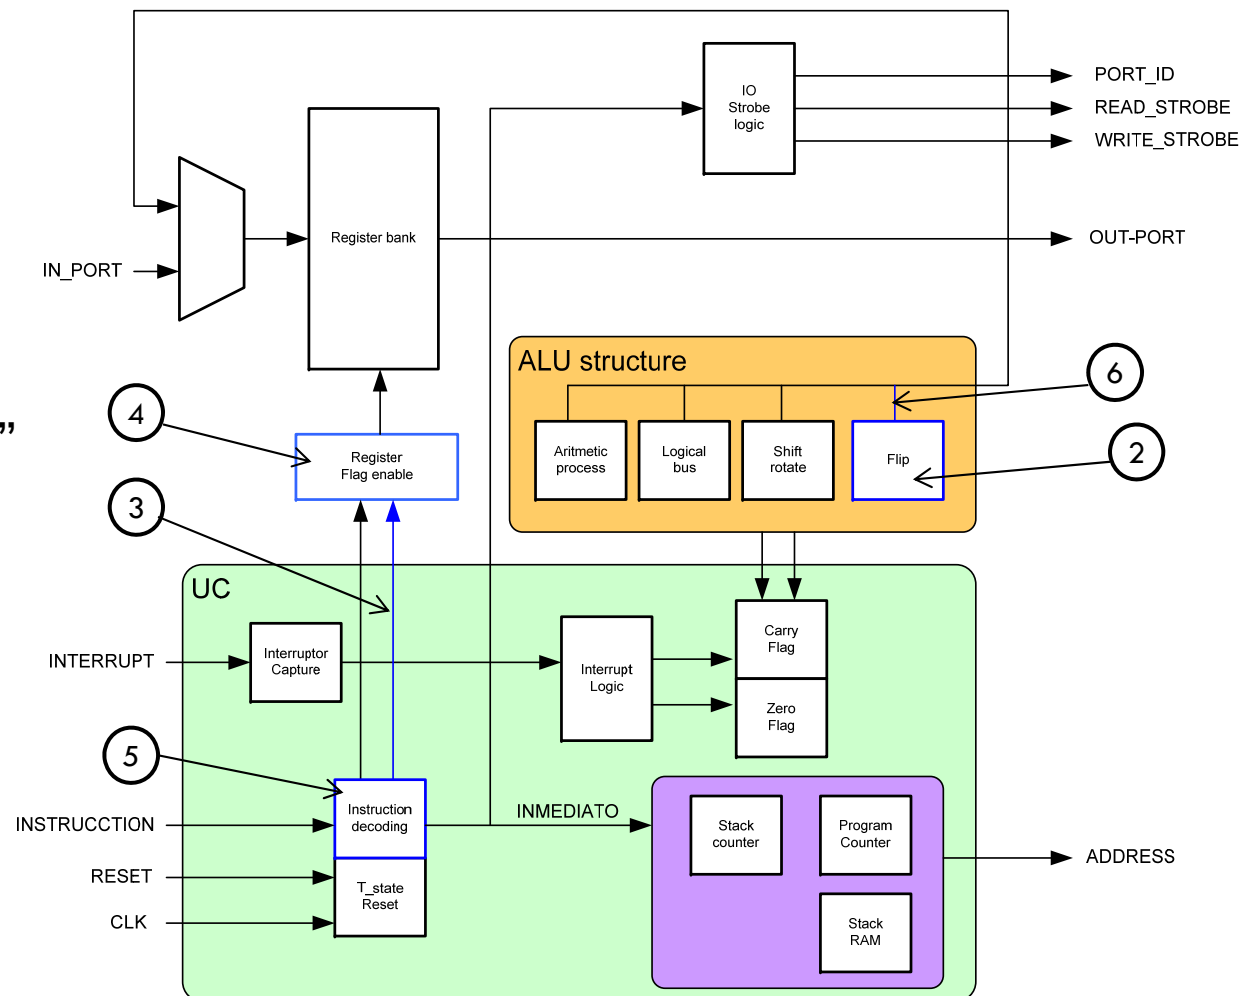 IO
Strobe
logic
PORT_ID
READ_STROBE
WRITE_STROBE
Register bank
OUT-PORT
IN_PORT
ALU structure
6
4
”
Register
Flag enable
Aritmetic
process
Logical
bus
Shift
rotate
Flip
2
3
UC
INTERRUPT
Interruptor
Capture
Interrupt
Logic
Carry
Flag
Zero
Flag
5
INSTRUCCTION
Instruction
decoding
INMEDIATO
Stack
counter
Program
Counter
ADDRESS
RESET
T_state
Reset
CLK
Stack
RAM